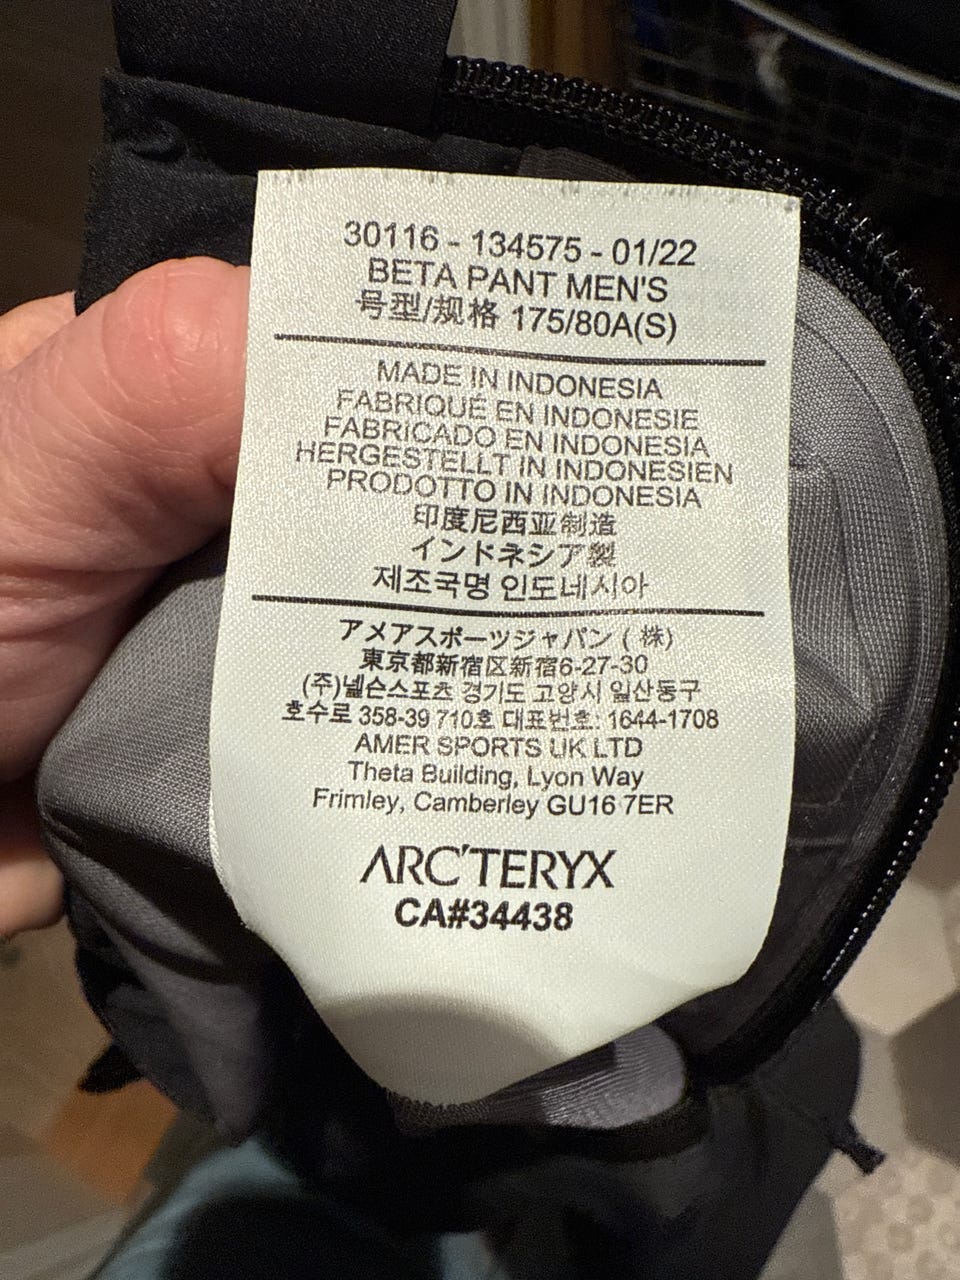 30116 - 134575 - 01/22
BETA PANT MEN'S
号型/规格 175/80A(S)
MADE IN INDONESIA
FABRIQUÉ EN INDONESIE
FABRICADO EN INDONESIA
HERGESTELLT IN INDONESIEN
PRODOTTO IN INDONESIA
印度尼西亚制造
インドネシア製
제조국명 인도네시아
アメアスポーツジャパン ( 株)
東京都新宿区新宿6-27-30
(주)넬슨스포츠 경기도 고양시 일산동구
호수로 358-39 710호 대표번호: 1644-1708
AMER SPORTS UK LTD
Theta Building, Lyon Way
Frimley, Camberley GU16 7ER
ARC'TERYX
CA#34438